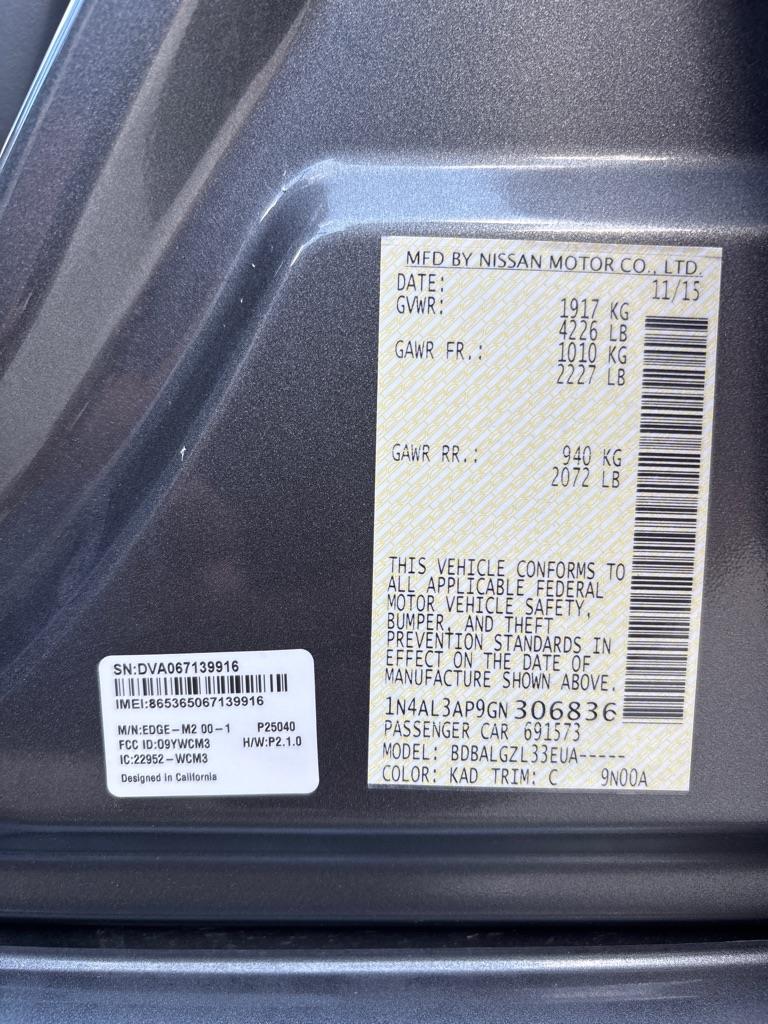 MFD BY NISSAN MOTOR CO., LTD.
DATE: 11/15
GVWR: 1917 KG
4226 LB
GAWR FR.: 1010 KG
2227 LB
GAWR RR.: 940 KG
2072 LB
THIS VEHICLE CONFORMS TO
ALL APPLICABLE FEDERAL
MOTOR VEHICLE SAFETY,
BUMPER, AND THEFT
PREVENTION STANDARDS IN
EFFECT ON THE DATE OF
MANUFACTURE SHOWN ABOVE.
1N4AL3AP9GN306836
PASSENGER CAR 691573
MODEL: BDBALGZL33EUA-----
COLOR: KAD TRIM: C 9N00A
SN:DVA067139916
IMEI:865365067139916
M/N:EDGE-M2 00-1 P25040
FCC ID:O9YWCM3 H/W:P2.1.0
IC:22952-WCM3
Designed in California